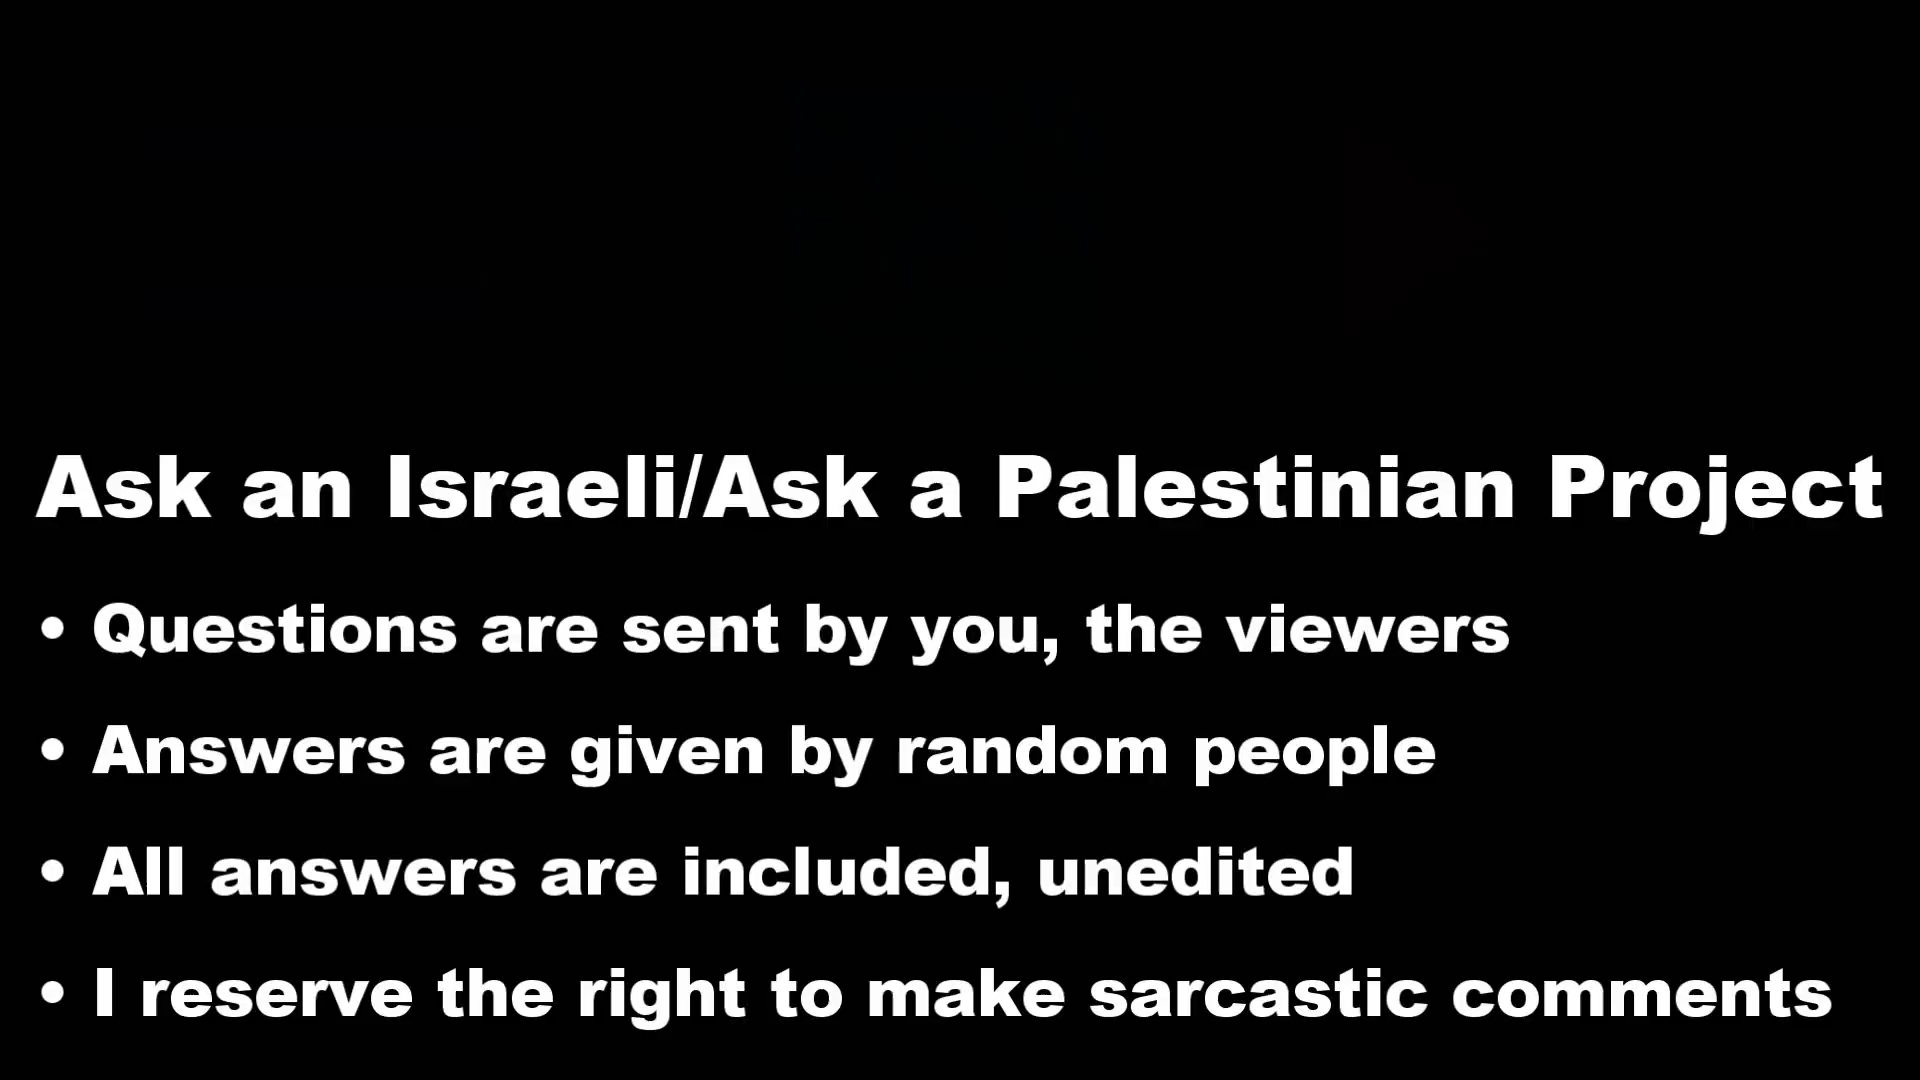 Ask an Israeli/Ask a Palestinian Project
• Questions are sent by you, the viewers
• Answers are given by random people
• All answers are included, unedited
• I reserve the right to make sarcastic comments